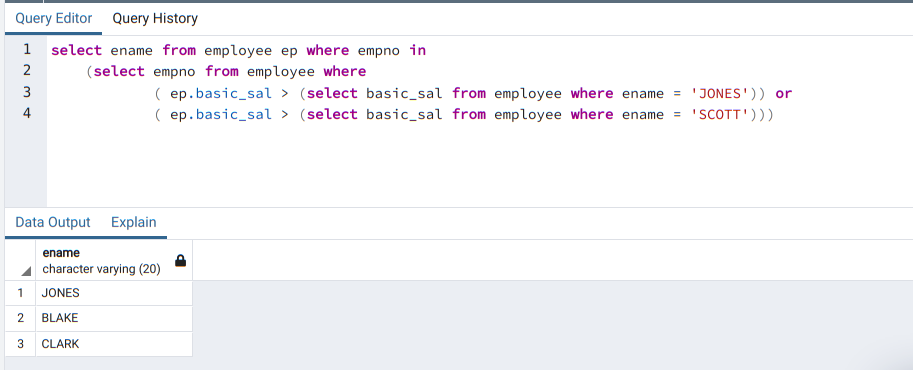 Query Editor Query History
1 select ename from employee ep where empno in
2 (select empno from employee where
3 ( ep.basic_sal > (select basic_sal from employee where ename = 'JONES')) or
4 ( ep.basic_sal > (select basic_sal from employee where ename = 'SCOTT')))
Data Output Explain
ename
character varying (20)
1 JONES
2 BLAKE
3 CLARK